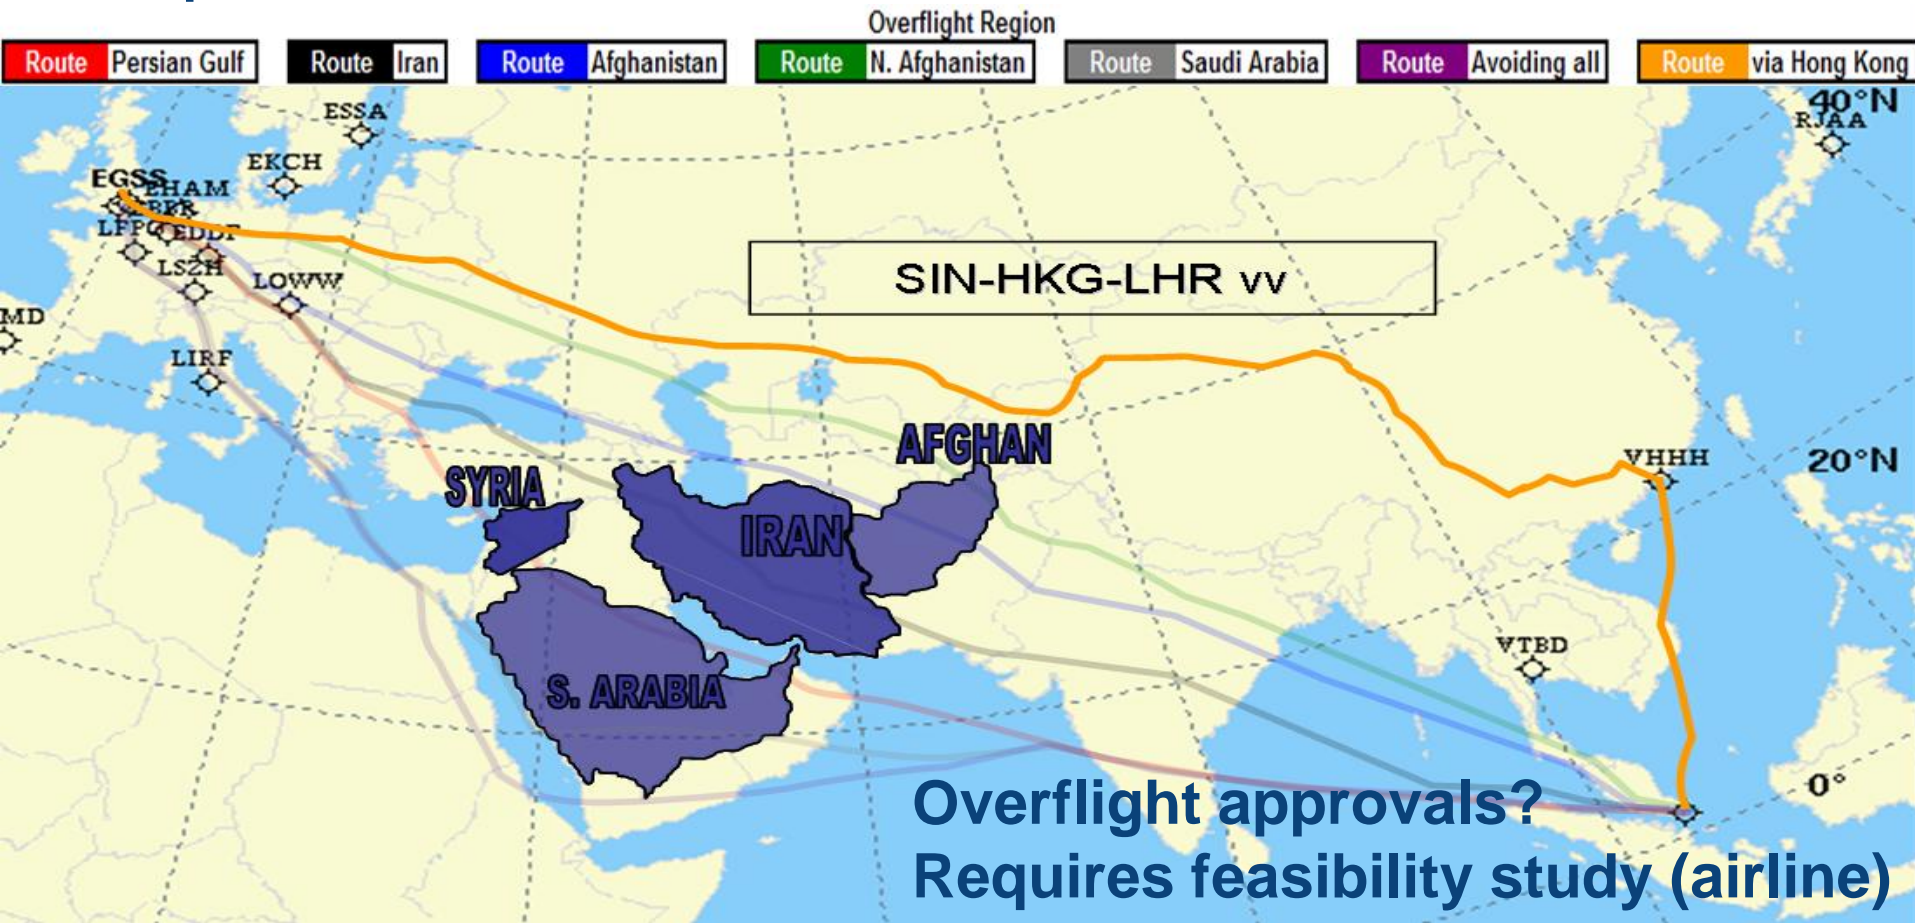 Overflight Region
Route Persian Gulf Route Iran Route Afghanistan Route N. Afghanistan Route Saudi Arabia Route Avoiding all Route via Hong Kong
40°N
RJAA
ESSA
EKCH
EGSS
EHAM
LFPG
EDDF
LSZH
LOWW
SIN-HKG-LHR vv
MD
LIRF
AFGHAN
SYRIA
VHHH
20°N
IRAN
VTBD
S. ARABIA
0°
Overflight approvals?
Requires feasibility study (airline)